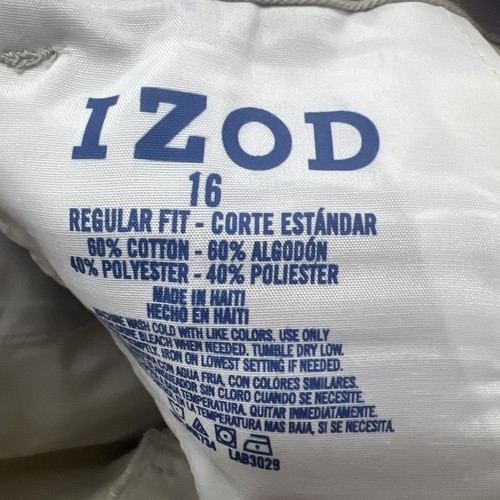 IZOD
16
REGULAR FIT - CORTE ESTÁNDAR
60% COTTON - 60% ALGODÓN
40% POLYESTER - 40% POLIESTER
MADE IN HAITI
HECHO EN HAITI
WASH COLD WITH LIKE COLORS. USE ONLY
BLEACH WHEN NEEDED. TUMBLE DRY LOW.
IRON ON LOWEST SETTING IF NEEDED.
CON AGUA FRIA, CON COLORES SIMILARES.
SIN CLORO CUANDO SE NECESITE.
TEMPERATURA. QUITAR INMEDIATAMENTE.
EN LA TEMPERATURA MAS BAJA, SI SE NECESITA.
LAB3029